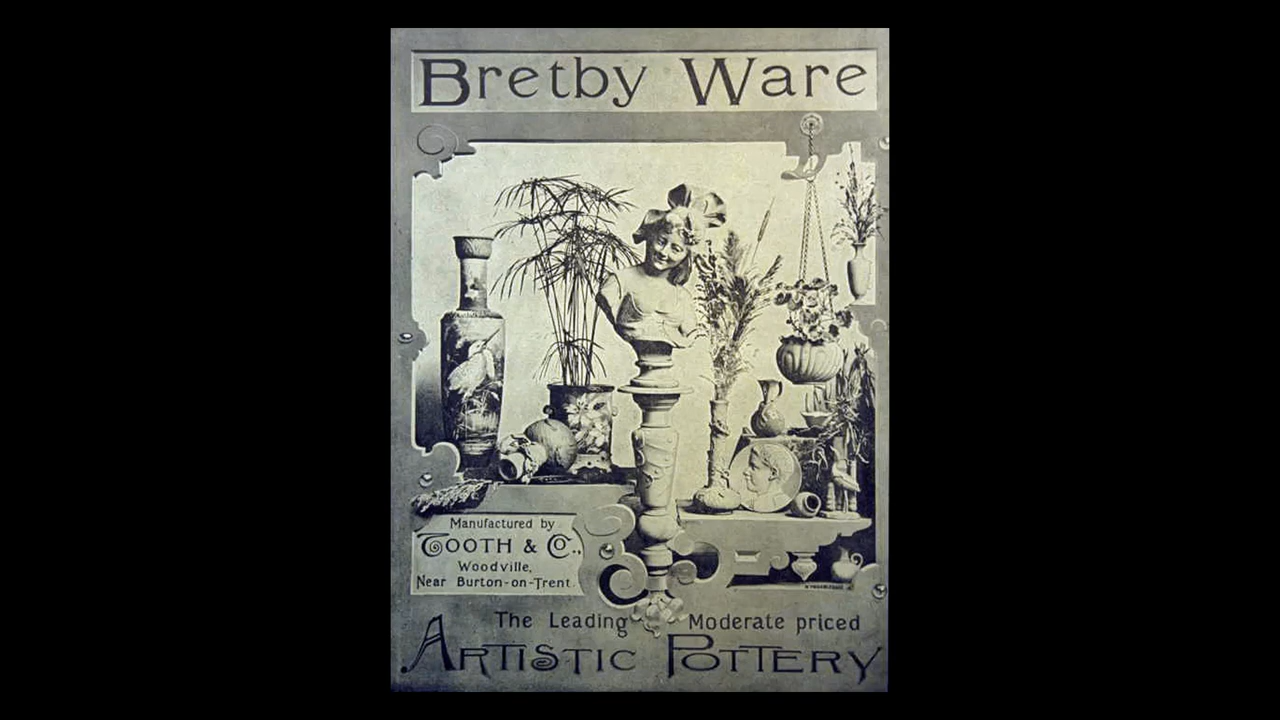 Bretby Ware
Manufactured by
TOOTH & Co.,
Woodville,
Near Burton-on-Trent.
The Leading Moderate priced
ARTISTIC POTTERY